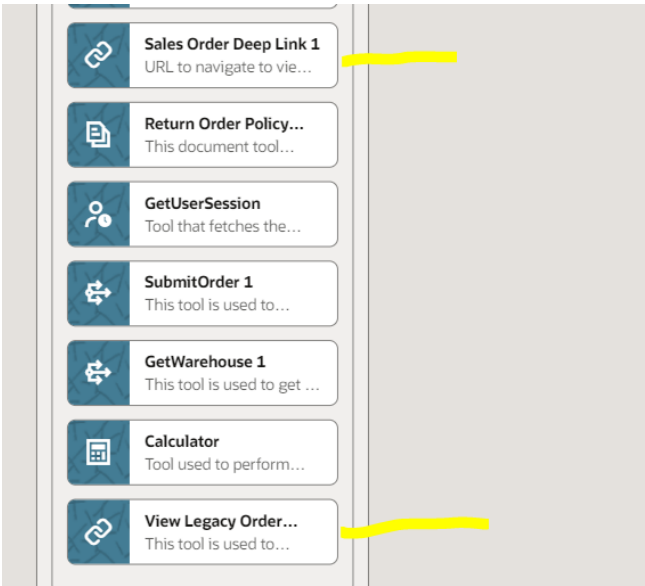 Sales Order Deep Link 1
URL to navigate to vie...
Return Order Policy...
This document tool...
GetUserSession
Tool that fetches the...
SubmitOrder 1
This tool is used to...
GetWarehouse 1
This tool is used to get ...
Calculator
Tool used to perform...
View Legacy Order...
This tool is used to...